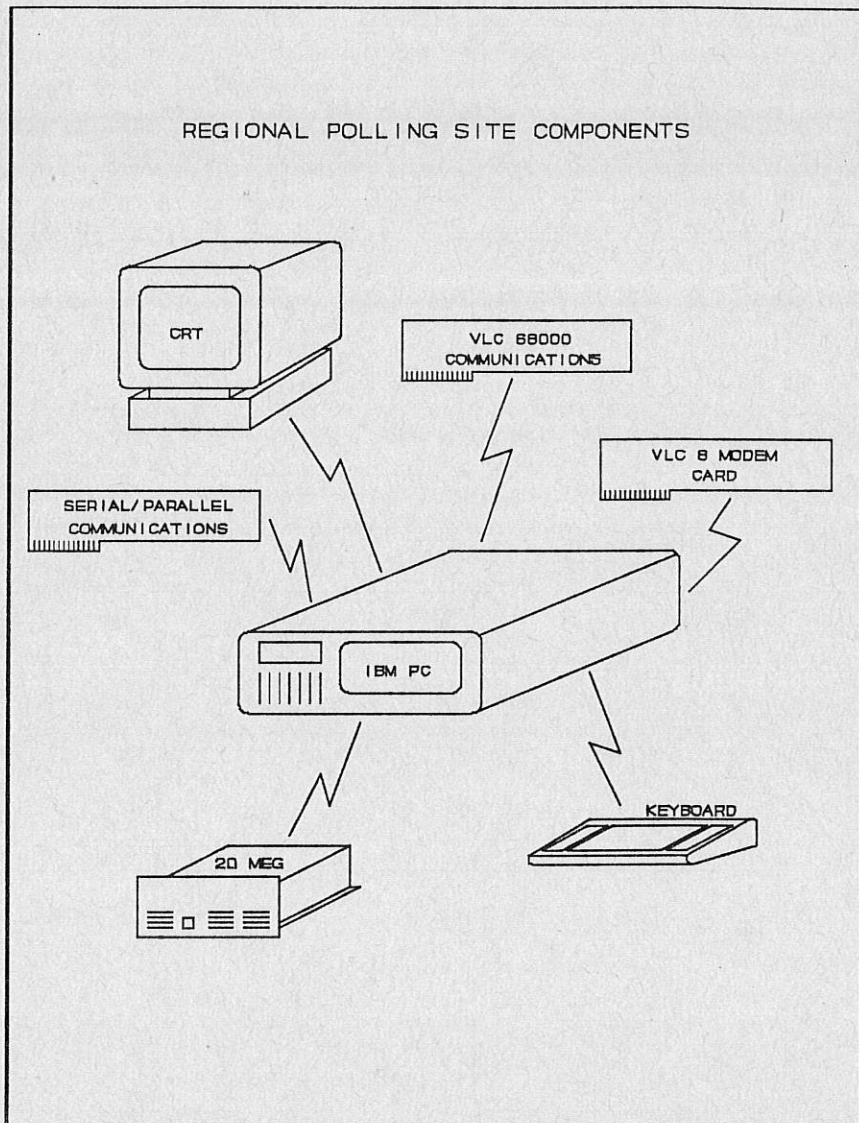 REGIONAL POLLING SITE COMPONENTS
CRT
VLC 68000
COMMUNICATIONS
VLC 8 MODEM
CARD
SERIAL/PARALLEL
COMMUNICATIONS
IBM PC
KEYBOARD
20 MEG